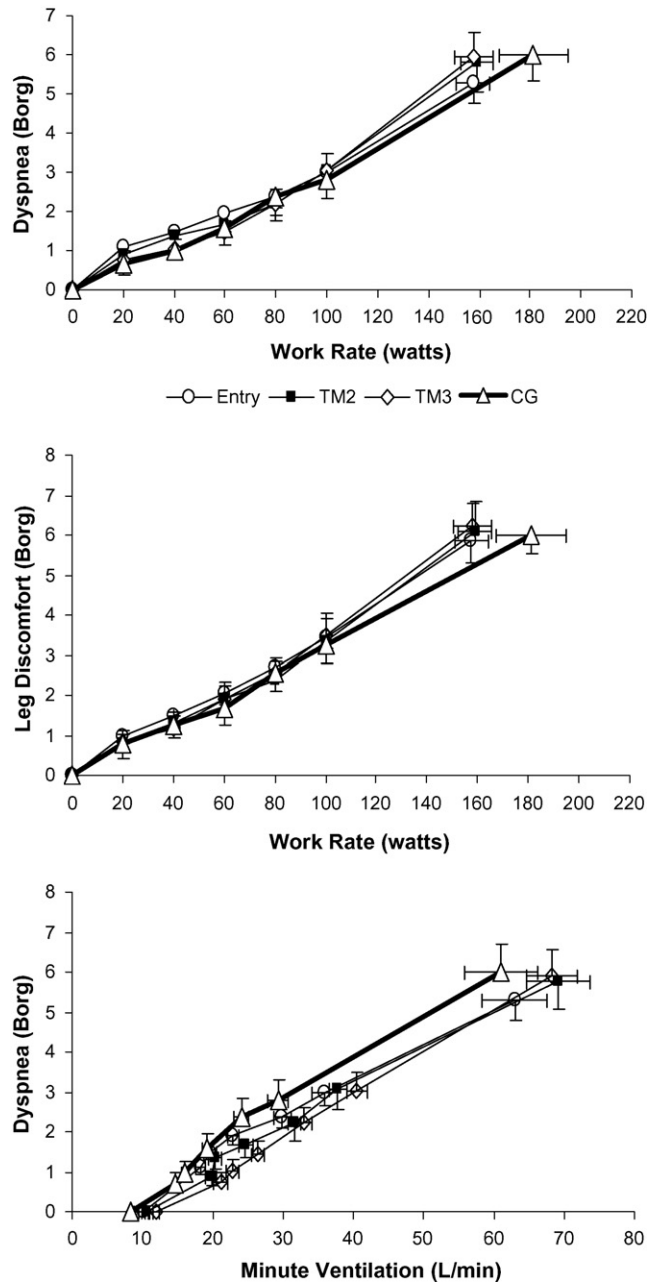 7
6
5
4
3
2
1
0
Dyspnea (Borg)
0 20 40 60 80 100 120 140 160 180 200 220
Work Rate (watts)
Entry TM2 TM3 CG
8
7
6
5
4
3
2
1
0
Leg Discomfort (Borg)
0 20 40 60 80 100 120 140 160 180 200 220
Work Rate (watts)
8
7
6
5
4
3
2
1
0
Dyspnea (Borg)
0 10 20 30 40 50 60 70 80
Minute Ventilation (L/min)